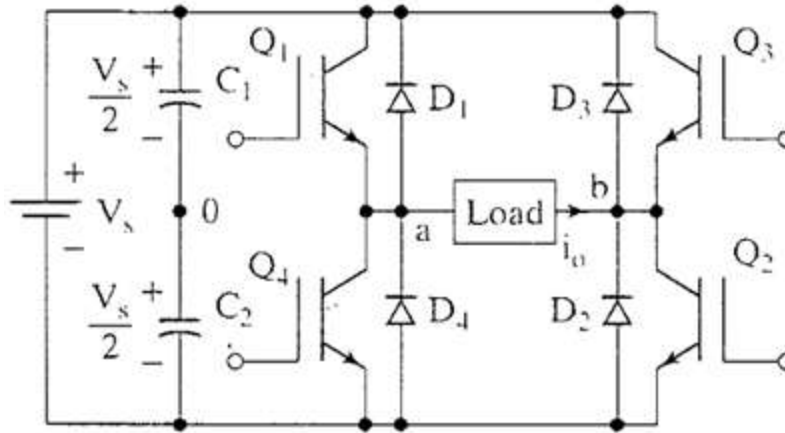 Q₁
Q₃
+
Vₛ/2
C₁
−
D₁
D₃
+
Vₛ
−
0
a
Load
b
iₒ
Q₄
Q₂
+
Vₛ/2
C₂
−
D₄
D₂